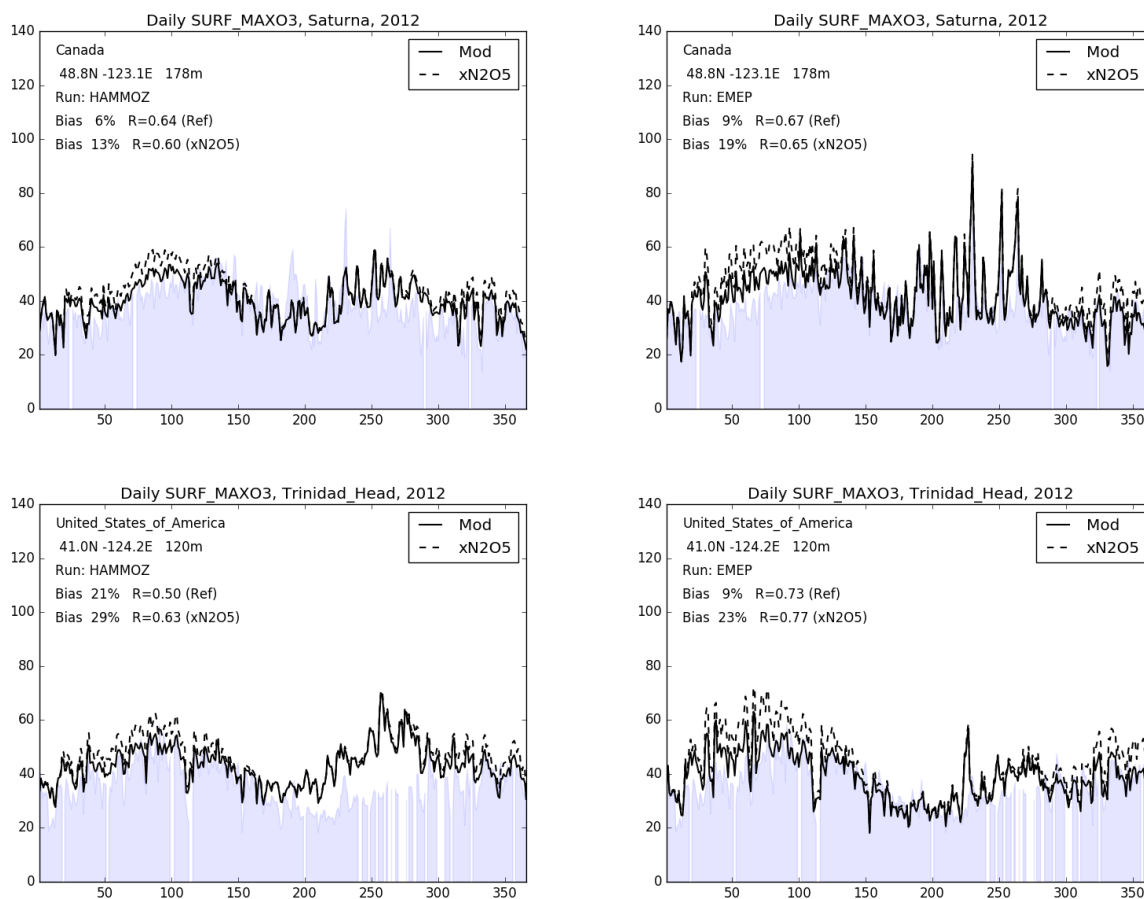 Daily SURF_MAXO3, Saturna, 2012
140
120
100
80
60
40
20
0
50 100 150 200 250 300 350
Canada
48.8N -123.1E 178m
Run: HAMMOZ
Bias 6% R=0.64 (Ref)
Bias 13% R=0.60 (xN2O5)
Mod
xN2O5
Daily SURF_MAXO3, Saturna, 2012
140
120
100
80
60
40
20
0
50 100 150 200 250 300 350
Canada
48.8N -123.1E 178m
Run: EMEP
Bias 9% R=0.67 (Ref)
Bias 19% R=0.65 (xN2O5)
Mod
xN2O5
Daily SURF_MAXO3, Trinidad_Head, 2012
140
120
100
80
60
40
20
0
50 100 150 200 250 300 350
United_States_of_America
41.0N -124.2E 120m
Run: HAMMOZ
Bias 21% R=0.50 (Ref)
Bias 29% R=0.63 (xN2O5)
Mod
xN2O5
Daily SURF_MAXO3, Trinidad_Head, 2012
140
120
100
80
60
40
20
0
50 100 150 200 250 300 350
United_States_of_America
41.0N -124.2E 120m
Run: EMEP
Bias 9% R=0.73 (Ref)
Bias 23% R=0.77 (xN2O5)
Mod
xN2O5